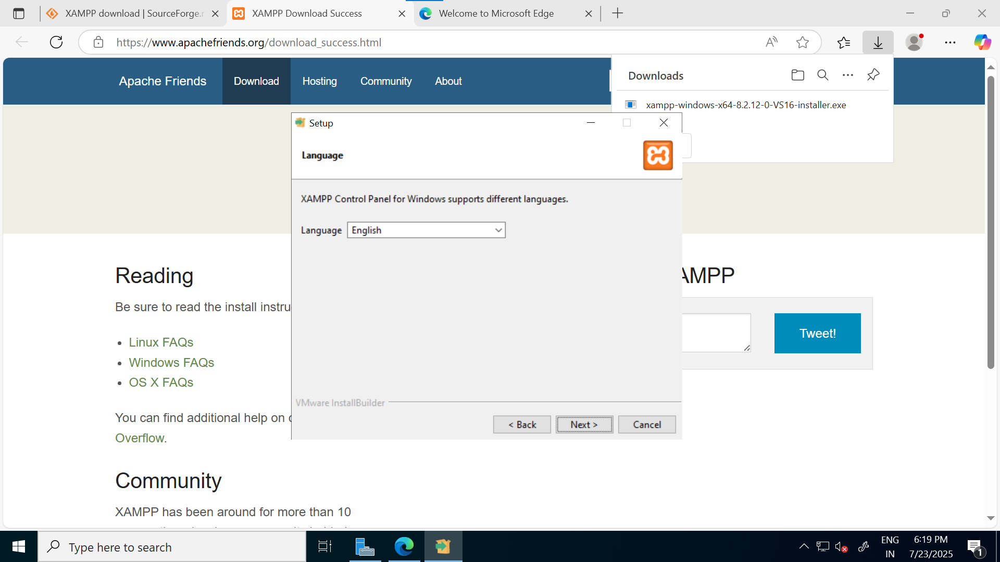 XAMPP download | SourceForge.n
XAMPP Download Success
Welcome to Microsoft Edge
https://www.apachefriends.org/download_success.html
Apache Friends
Download
Hosting
Community
About
Downloads
xampp-windows-x64-8.2.12-0-VS16-installer.exe
Setup
Language
XAMPP Control Panel for Windows supports different languages.
Language
English
VMware InstallBuilder
< Back
Next >
Cancel
Reading
Be sure to read the install instru
Linux FAQs
Windows FAQs
OS X FAQs
You can find additional help on
Overflow.
Community
XAMPP has been around for more than 10
AMPP
Tweet!
Type here to search
ENG
IN
6:19 PM
7/23/2025
1